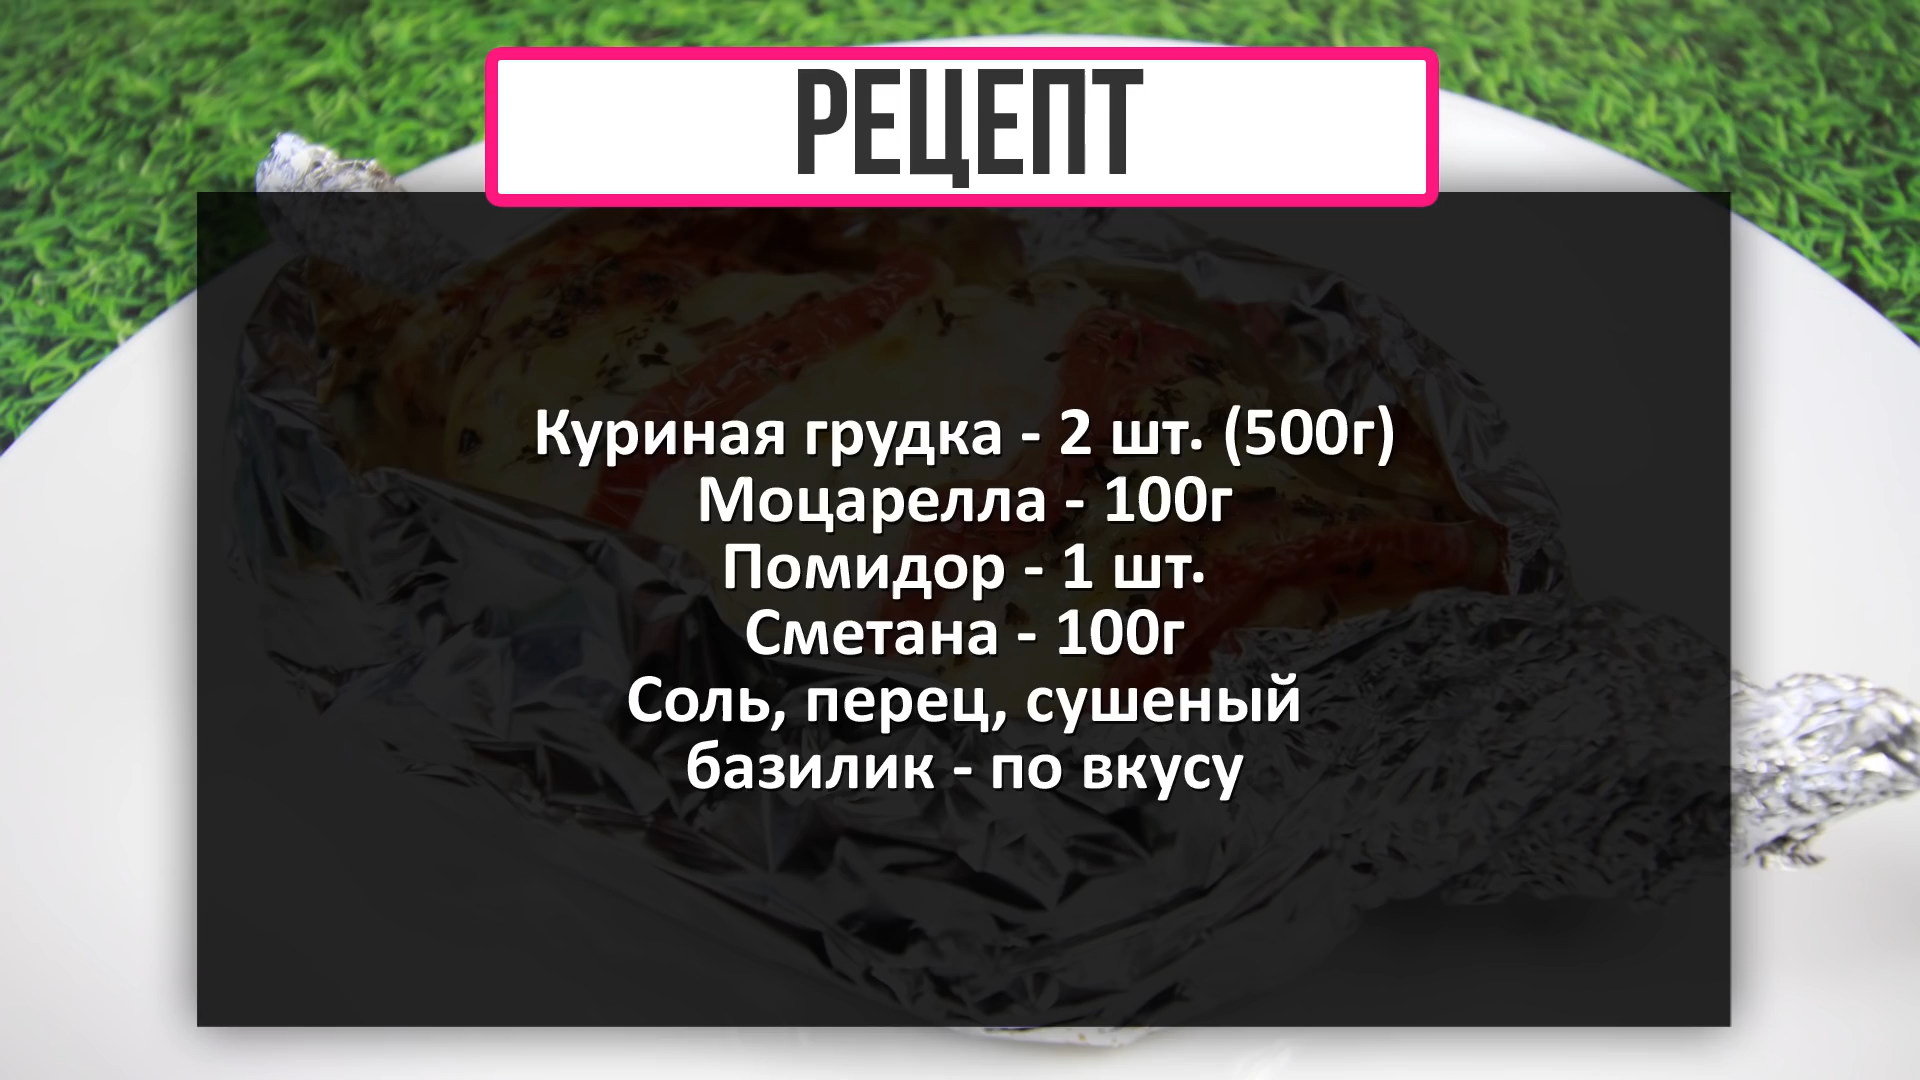 РЕЦЕПТ
Куриная грудка - 2 шт. (500г)
Моцарелла - 100г
Помидор - 1 шт.
Сметана - 100г
Соль, перец, сушеный
базилик - по вкусу